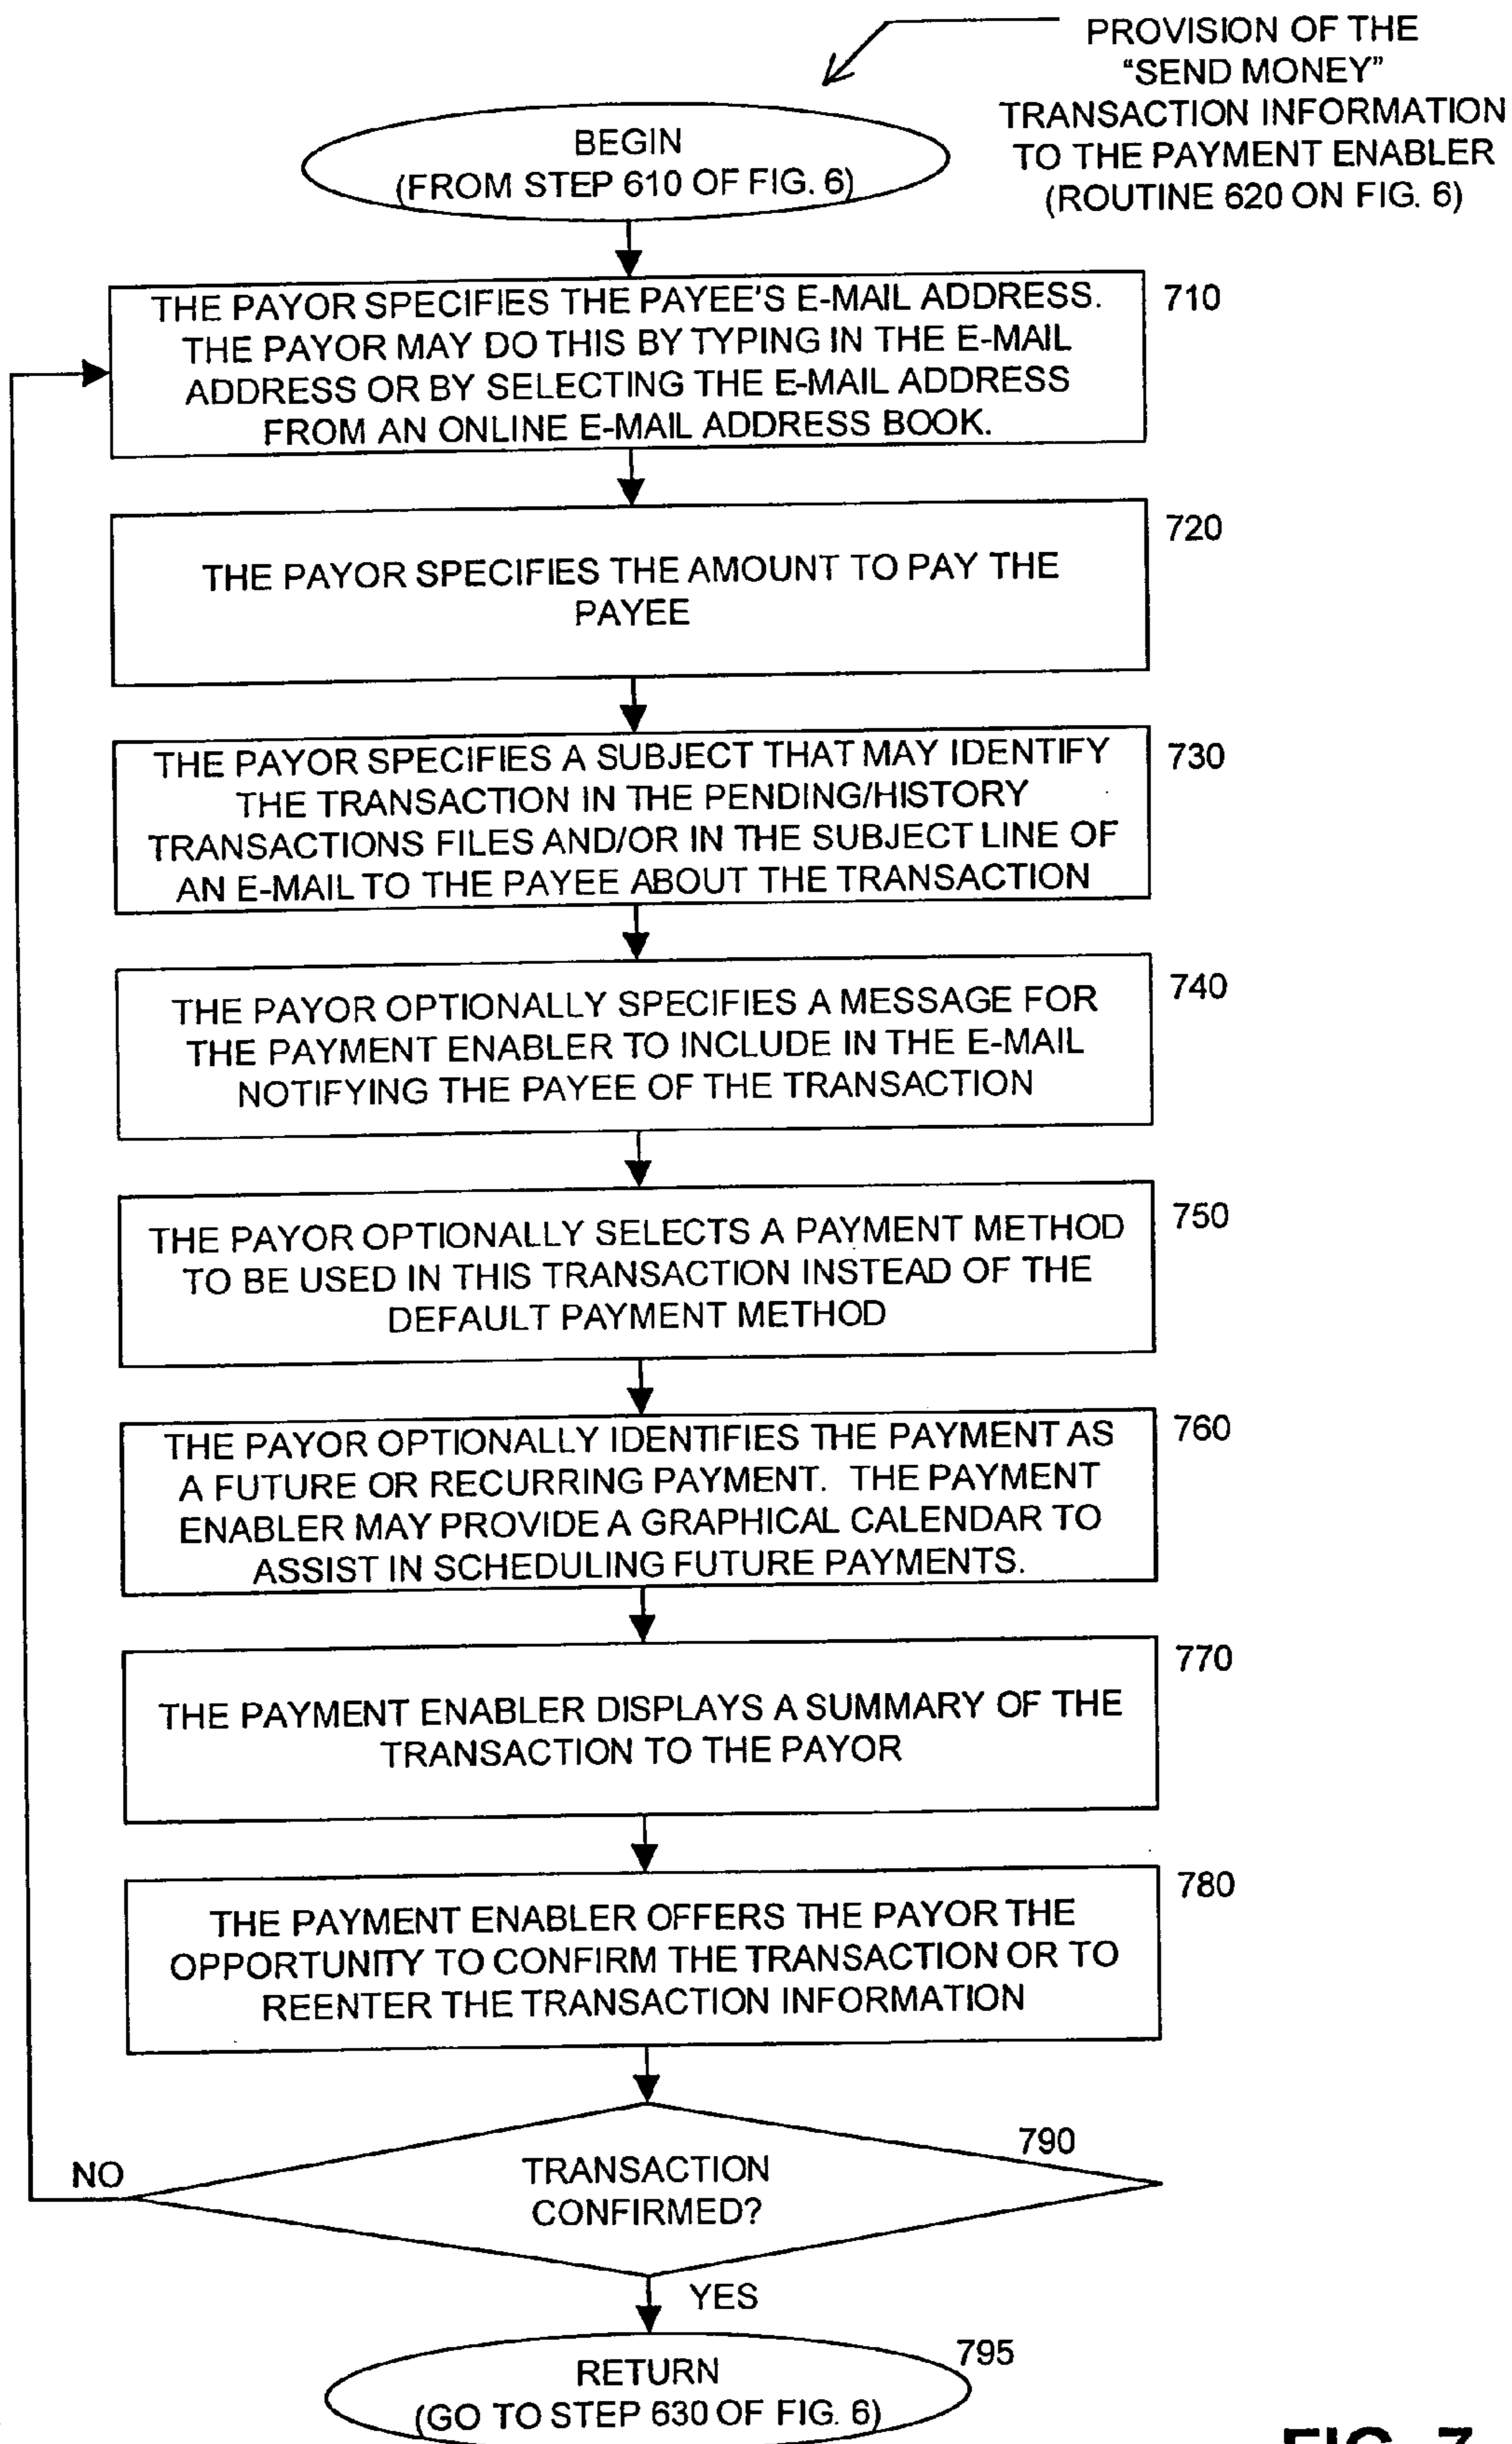 PROVISION OF THE
“SEND MONEY”
TRANSACTION INFORMATION
TO THE PAYMENT ENABLER
(ROUTINE 620 ON FIG. 6)
BEGIN
(FROM STEP 610 OF FIG. 6)
THE PAYOR SPECIFIES THE PAYEE'S E-MAIL ADDRESS.
THE PAYOR MAY DO THIS BY TYPING IN THE E-MAIL
ADDRESS OR BY SELECTING THE E-MAIL ADDRESS
FROM AN ONLINE E-MAIL ADDRESS BOOK.
710
THE PAYOR SPECIFIES THE AMOUNT TO PAY THE
PAYEE
720
THE PAYOR SPECIFIES A SUBJECT THAT MAY IDENTIFY
THE TRANSACTION IN THE PENDING/HISTORY
TRANSACTIONS FILES AND/OR IN THE SUBJECT LINE OF
AN E-MAIL TO THE PAYEE ABOUT THE TRANSACTION
730
THE PAYOR OPTIONALLY SPECIFIES A MESSAGE FOR
THE PAYMENT ENABLER TO INCLUDE IN THE E-MAIL
NOTIFYING THE PAYEE OF THE TRANSACTION
740
THE PAYOR OPTIONALLY SELECTS A PAYMENT METHOD
TO BE USED IN THIS TRANSACTION INSTEAD OF THE
DEFAULT PAYMENT METHOD
750
THE PAYOR OPTIONALLY IDENTIFIES THE PAYMENT AS
A FUTURE OR RECURRING PAYMENT. THE PAYMENT
ENABLER MAY PROVIDE A GRAPHICAL CALENDAR TO
ASSIST IN SCHEDULING FUTURE PAYMENTS.
760
THE PAYMENT ENABLER DISPLAYS A SUMMARY OF THE
TRANSACTION TO THE PAYOR
770
THE PAYMENT ENABLER OFFERS THE PAYOR THE
OPPORTUNITY TO CONFIRM THE TRANSACTION OR TO
REENTER THE TRANSACTION INFORMATION
780
TRANSACTION
CONFIRMED?
790
NO
YES
RETURN
(GO TO STEP 630 OF FIG. 6)
795
FIG. 7